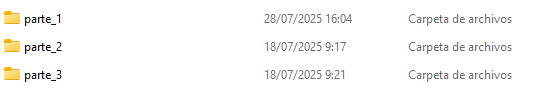 parte_1 28/07/2025 16:04 Carpeta de archivos
parte_2 18/07/2025 9:17 Carpeta de archivos
parte_3 18/07/2025 9:21 Carpeta de archivos